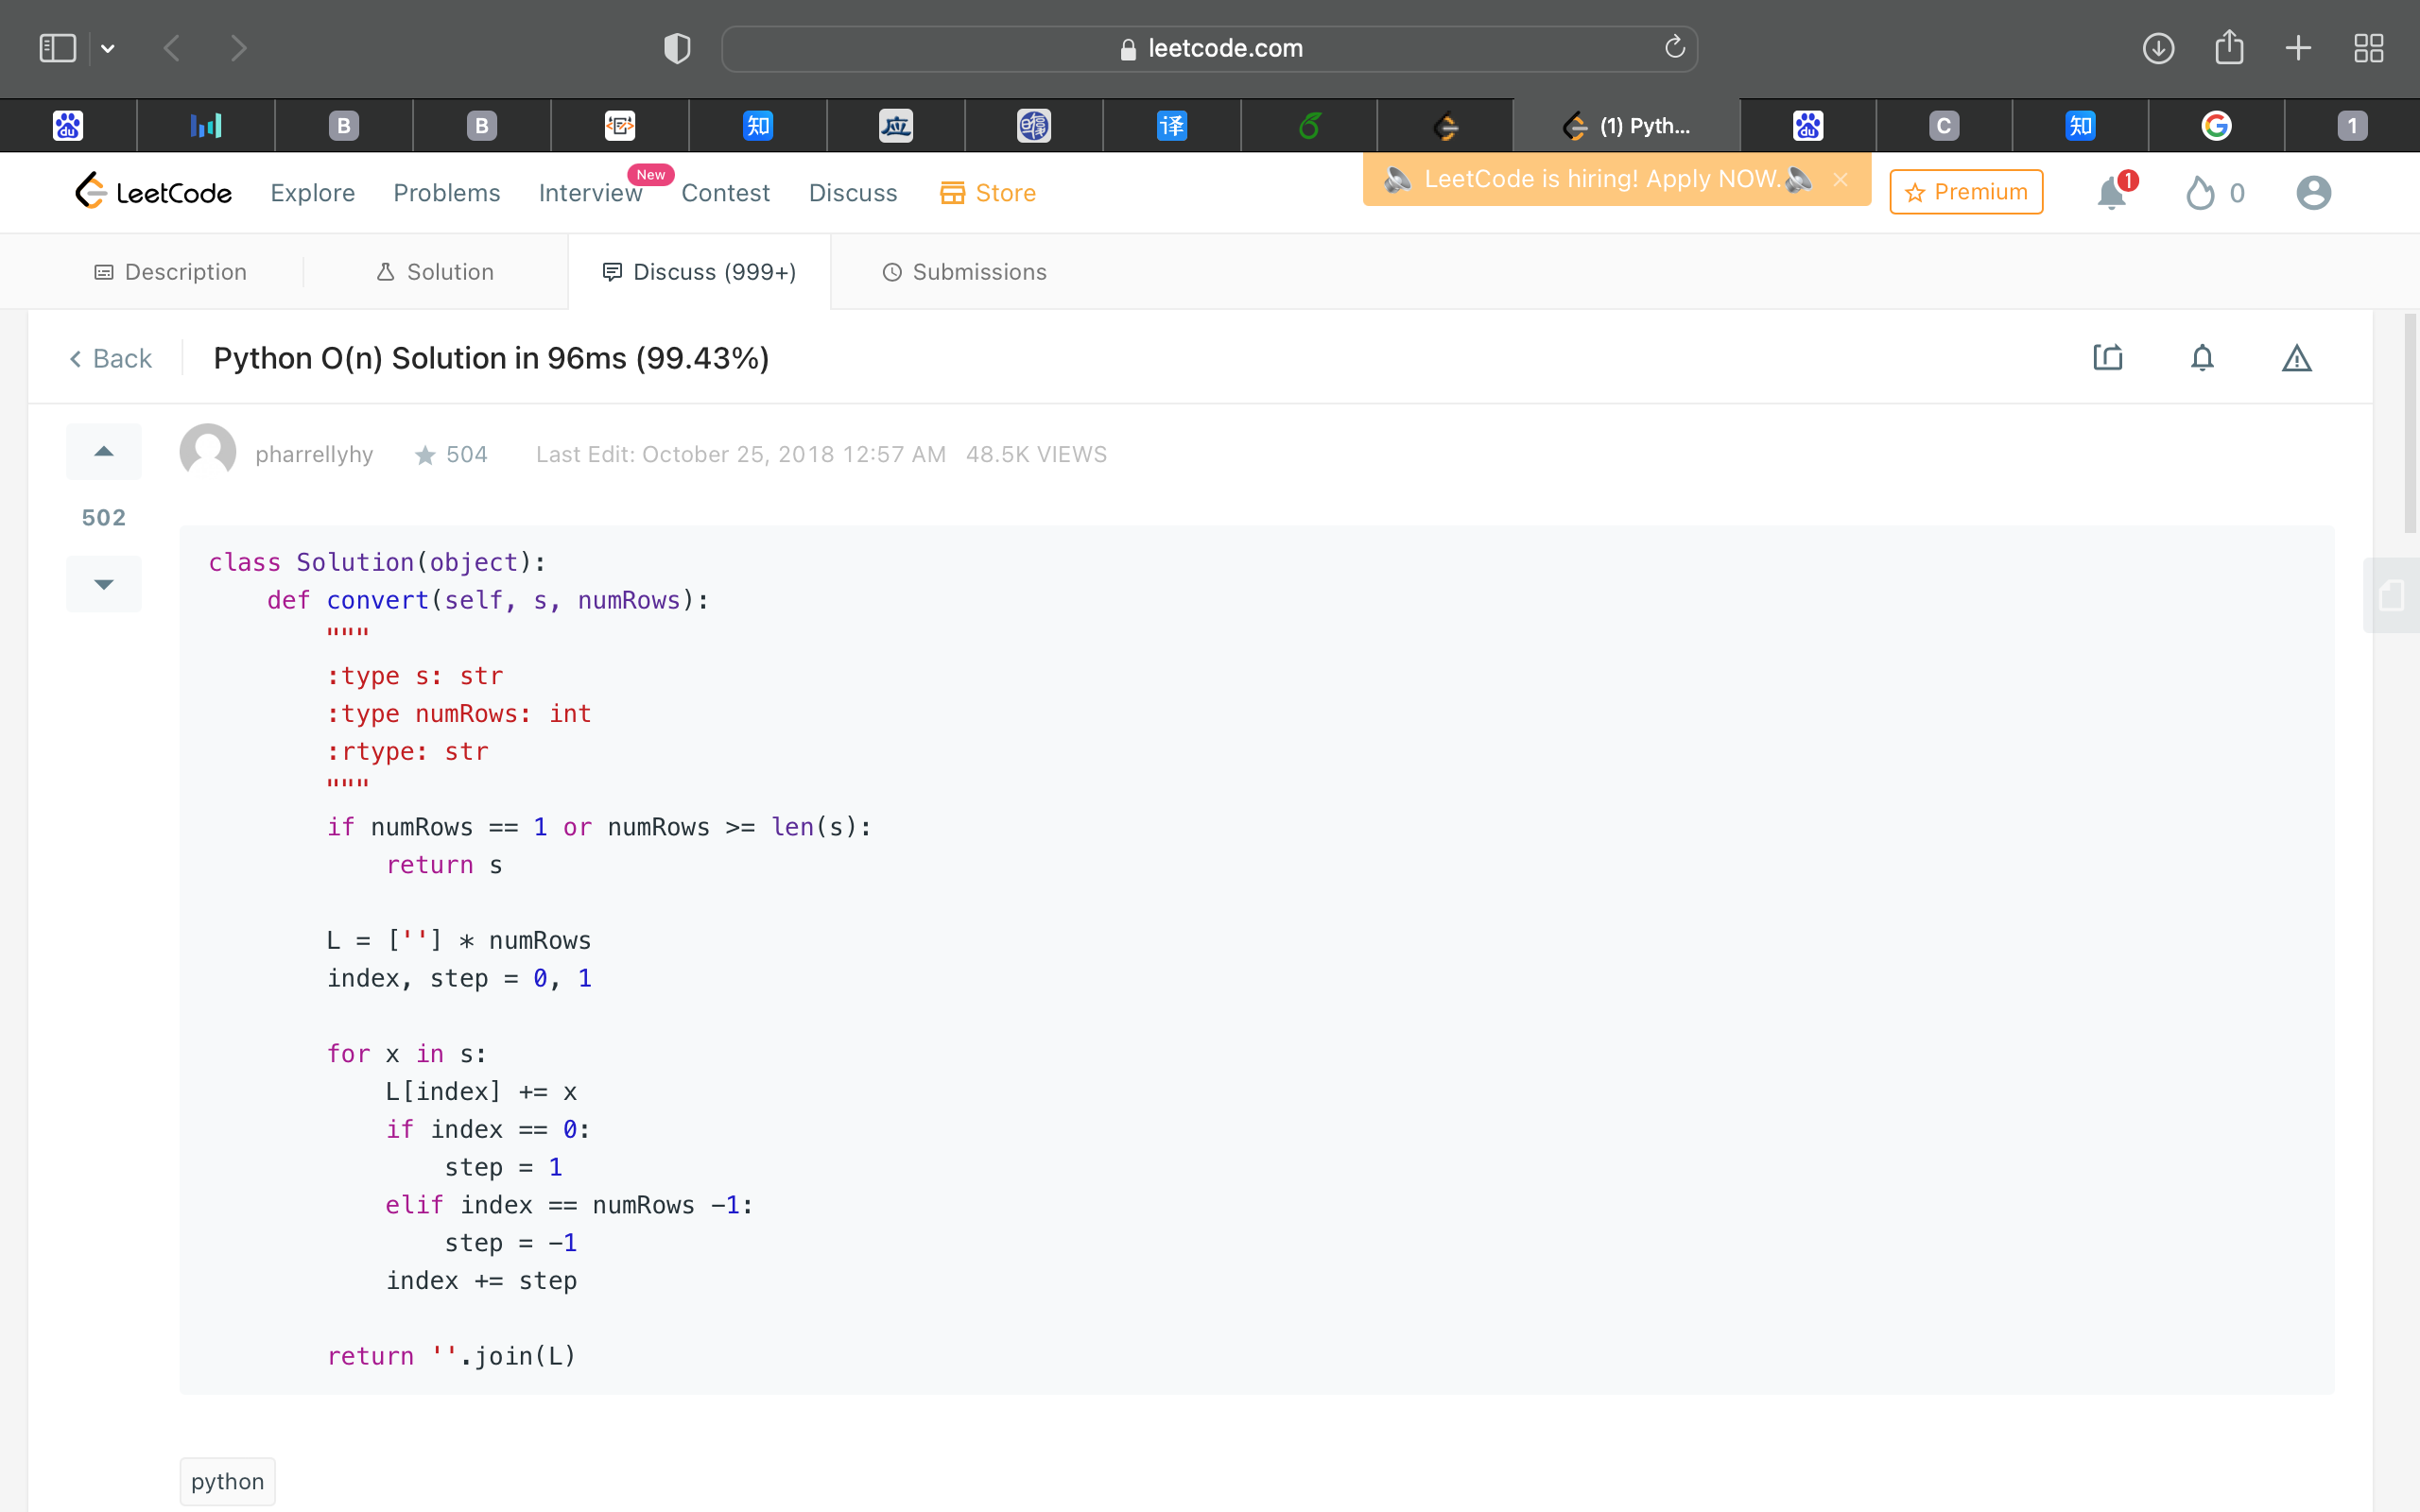 leetcode.com
du
B
B
知
应
译
(1) Pyth...
du
C
知
G
1
LeetCode
Explore
Problems
Interview
New
Contest
Discuss
Store
LeetCode is hiring! Apply NOW.
Premium
1
0
Description
Solution
Discuss (999+)
Submissions
Back
Python O(n) Solution in 96ms (99.43%)
pharrellyhy
504
Last Edit: October 25, 2018 12:57 AM
48.5K VIEWS
502
class Solution(object):
    def convert(self, s, numRows):
        """
        :type s: str
        :type numRows: int
        :rtype: str
        """
        if numRows == 1 or numRows >= len(s):
            return s

        L = [''] * numRows
        index, step = 0, 1

        for x in s:
            L[index] += x
            if index == 0:
                step = 1
            elif index == numRows -1:
                step = -1
            index += step

        return ''.join(L)
python